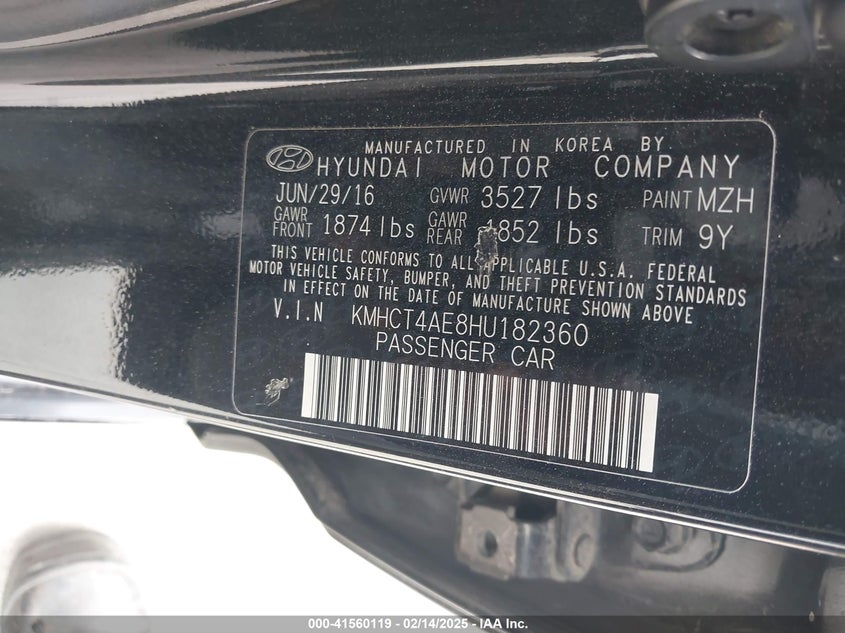 MANUFACTURED IN KOREA BY
HYUNDAI MOTOR COMPANY
JUN/29/16 GVWR 3527 lbs PAINT MZH
GAWR FRONT 1874 lbs GAWR REAR 1852 lbs TRIM 9Y
THIS VEHICLE CONFORMS TO ALL APPLICABLE U.S.A. FEDERAL
MOTOR VEHICLE SAFETY, BUMPER, AND THEFT PREVENTION STANDARDS
IN EFFECT ON THE DATE OF MANUFACTURE SHOWN ABOVE
V.I.N KMHCT4AE8HU182360
PASSENGER CAR
000-41560119 - 02/14/2025 - IAA Inc.